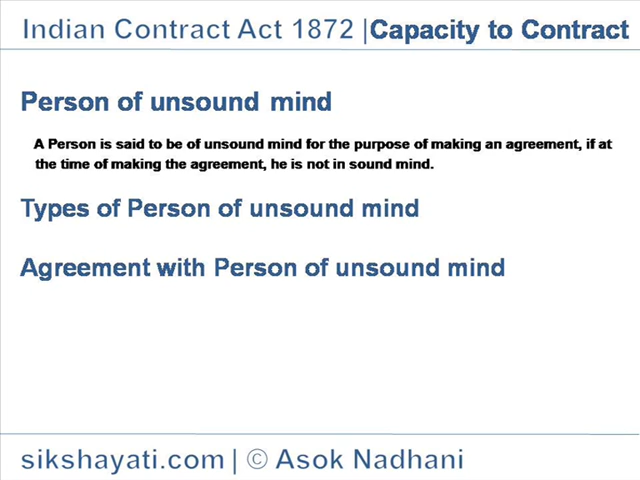 Indian Contract Act 1872 |Capacity to Contract
Person of unsound mind
A Person is said to be of unsound mind for the purpose of making an agreement, if at
the time of making the agreement, he is not in sound mind.
Types of Person of unsound mind
Agreement with Person of unsound mind
sikshayati.com | © Asok Nadhani